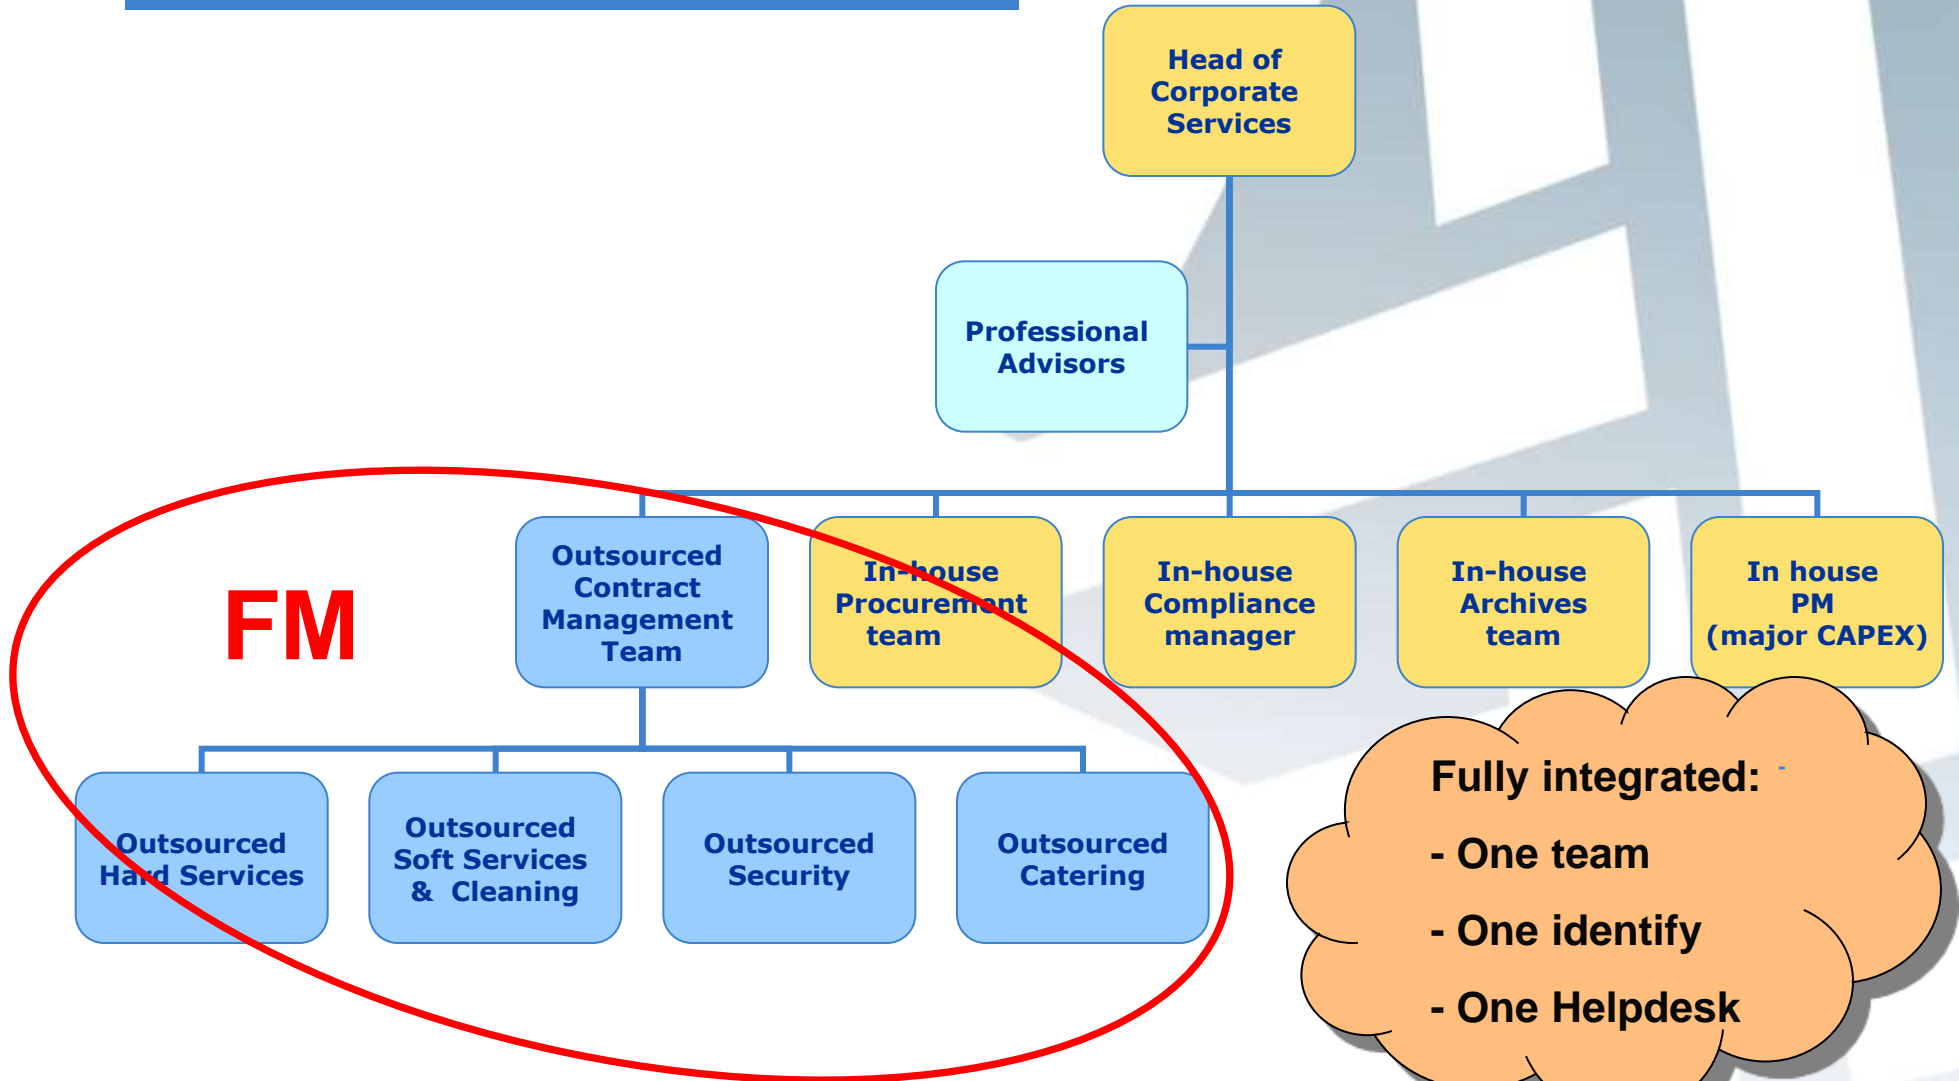 Head of
Corporate
Services
Professional
Advisors
Outsourced
Contract
Management
Team
In-house
Procurement
team
In-house
Compliance
manager
In-house
Archives
team
In house
PM
(major CAPEX)
FM
Outsourced
Hard Services
Outsourced
Soft Services
& Cleaning
Outsourced
Security
Outsourced
Catering
Fully integrated: -
- One team
- One identify
- One Helpdesk